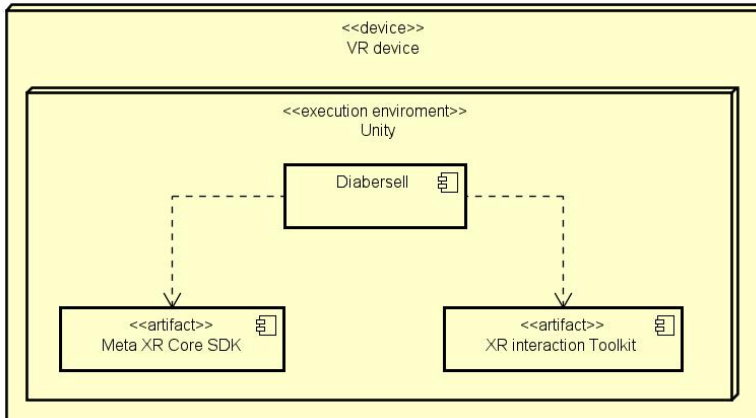 <<device>>
VR device
<<execution enviroment>>
Unity
Diabersell
<<artifact>>
Meta XR Core SDK
<<artifact>>
XR interaction Toolkit